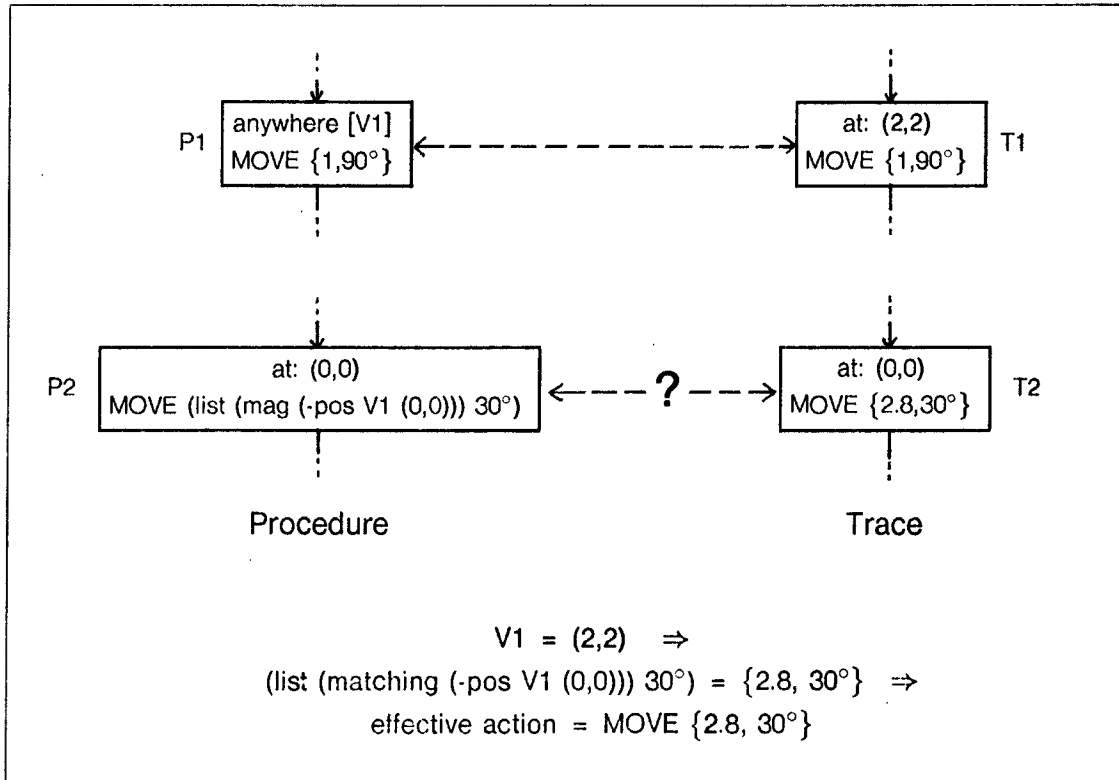 P1
anywhere [V1]
MOVE {1,90°}
at: (2,2)
MOVE {1,90°}
T1
P2
at: (0,0)
MOVE (list (mag (-pos V1 (0,0))) 30°)
?
at: (0,0)
MOVE {2.8,30°}
T2
Procedure
Trace
V1 = (2,2) ⇒
(list (matching (-pos V1 (0,0))) 30°) = {2.8, 30°} ⇒
effective action = MOVE {2.8, 30°}